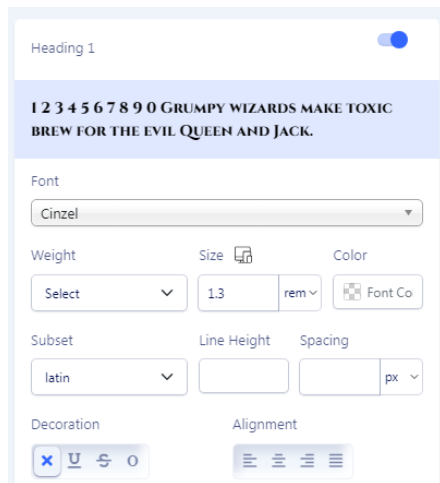 Heading 1
1 2 3 4 5 6 7 8 9 0 Grumpy wizards make toxic
brew for the evil Queen and Jack.
Font
Cinzel
Weight Size Color
Select 1.3 rem Font Co
Subset Line Height Spacing
latin px
Decoration Alignment
U S O